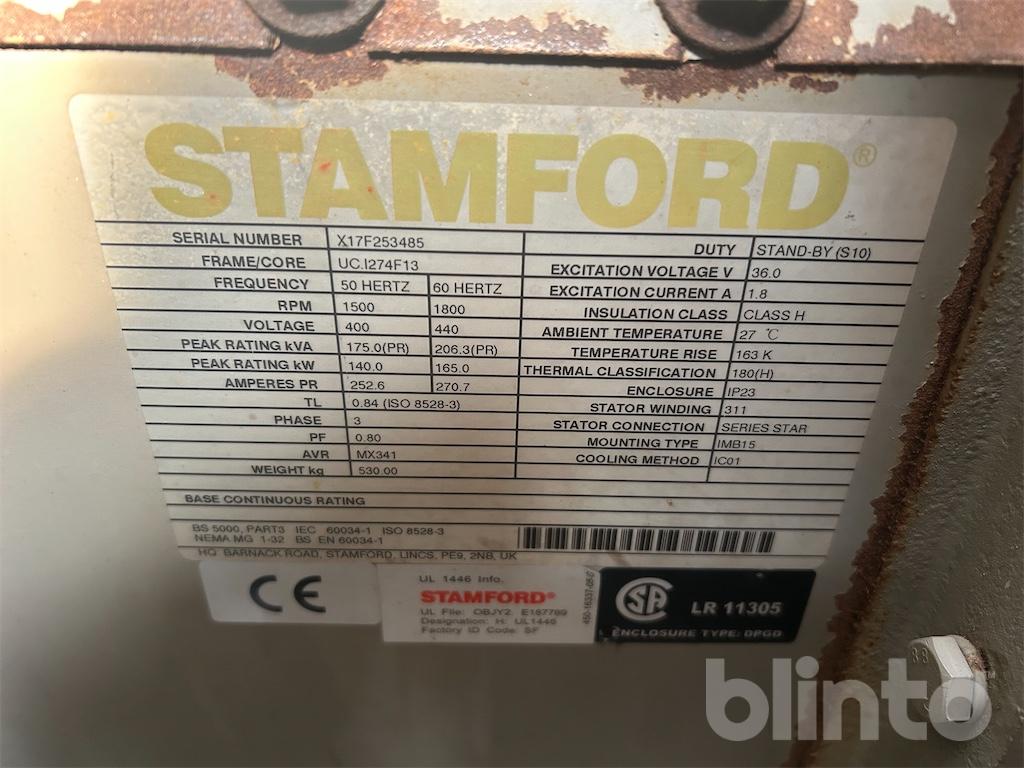 STAMFORD®
SERIAL NUMBER X17F253485
FRAME/CORE UC.I274F13
FREQUENCY 50 HERTZ 60 HERTZ
RPM 1500 1800
VOLTAGE 400 440
PEAK RATING kVA 175.0(PR) 206.3(PR)
PEAK RATING kW 140.0 165.0
AMPERES PR 252.6 270.7
TL 0.84 (ISO 8528-3)
PHASE 3
PF 0.80
AVR MX341
WEIGHT kg 530.00
DUTY STAND-BY (S10)
EXCITATION VOLTAGE V 36.0
EXCITATION CURRENT A 1.8
INSULATION CLASS CLASS H
AMBIENT TEMPERATURE 27 ℃
TEMPERATURE RISE 163 K
THERMAL CLASSIFICATION 180(H)
ENCLOSURE IP23
STATOR WINDING 311
STATOR CONNECTION SERIES STAR
MOUNTING TYPE IMB15
COOLING METHOD IC01
BASE CONTINUOUS RATING
BS 5000, PART3 IEC 60034-1 ISO 8528-3
NEMA MG 1-32 BS EN 60034-1
HQ BARNACK ROAD, STAMFORD, LINCS, PE9, 2NB, UK
CE
UL 1446 Info.
STAMFORD®
UL File: OBJY2. E187789
Designation: H: UL1446
Factory ID Code: SF
SA
LR 11305
ENCLOSURE TYPE: DPGD
8.8
blinto